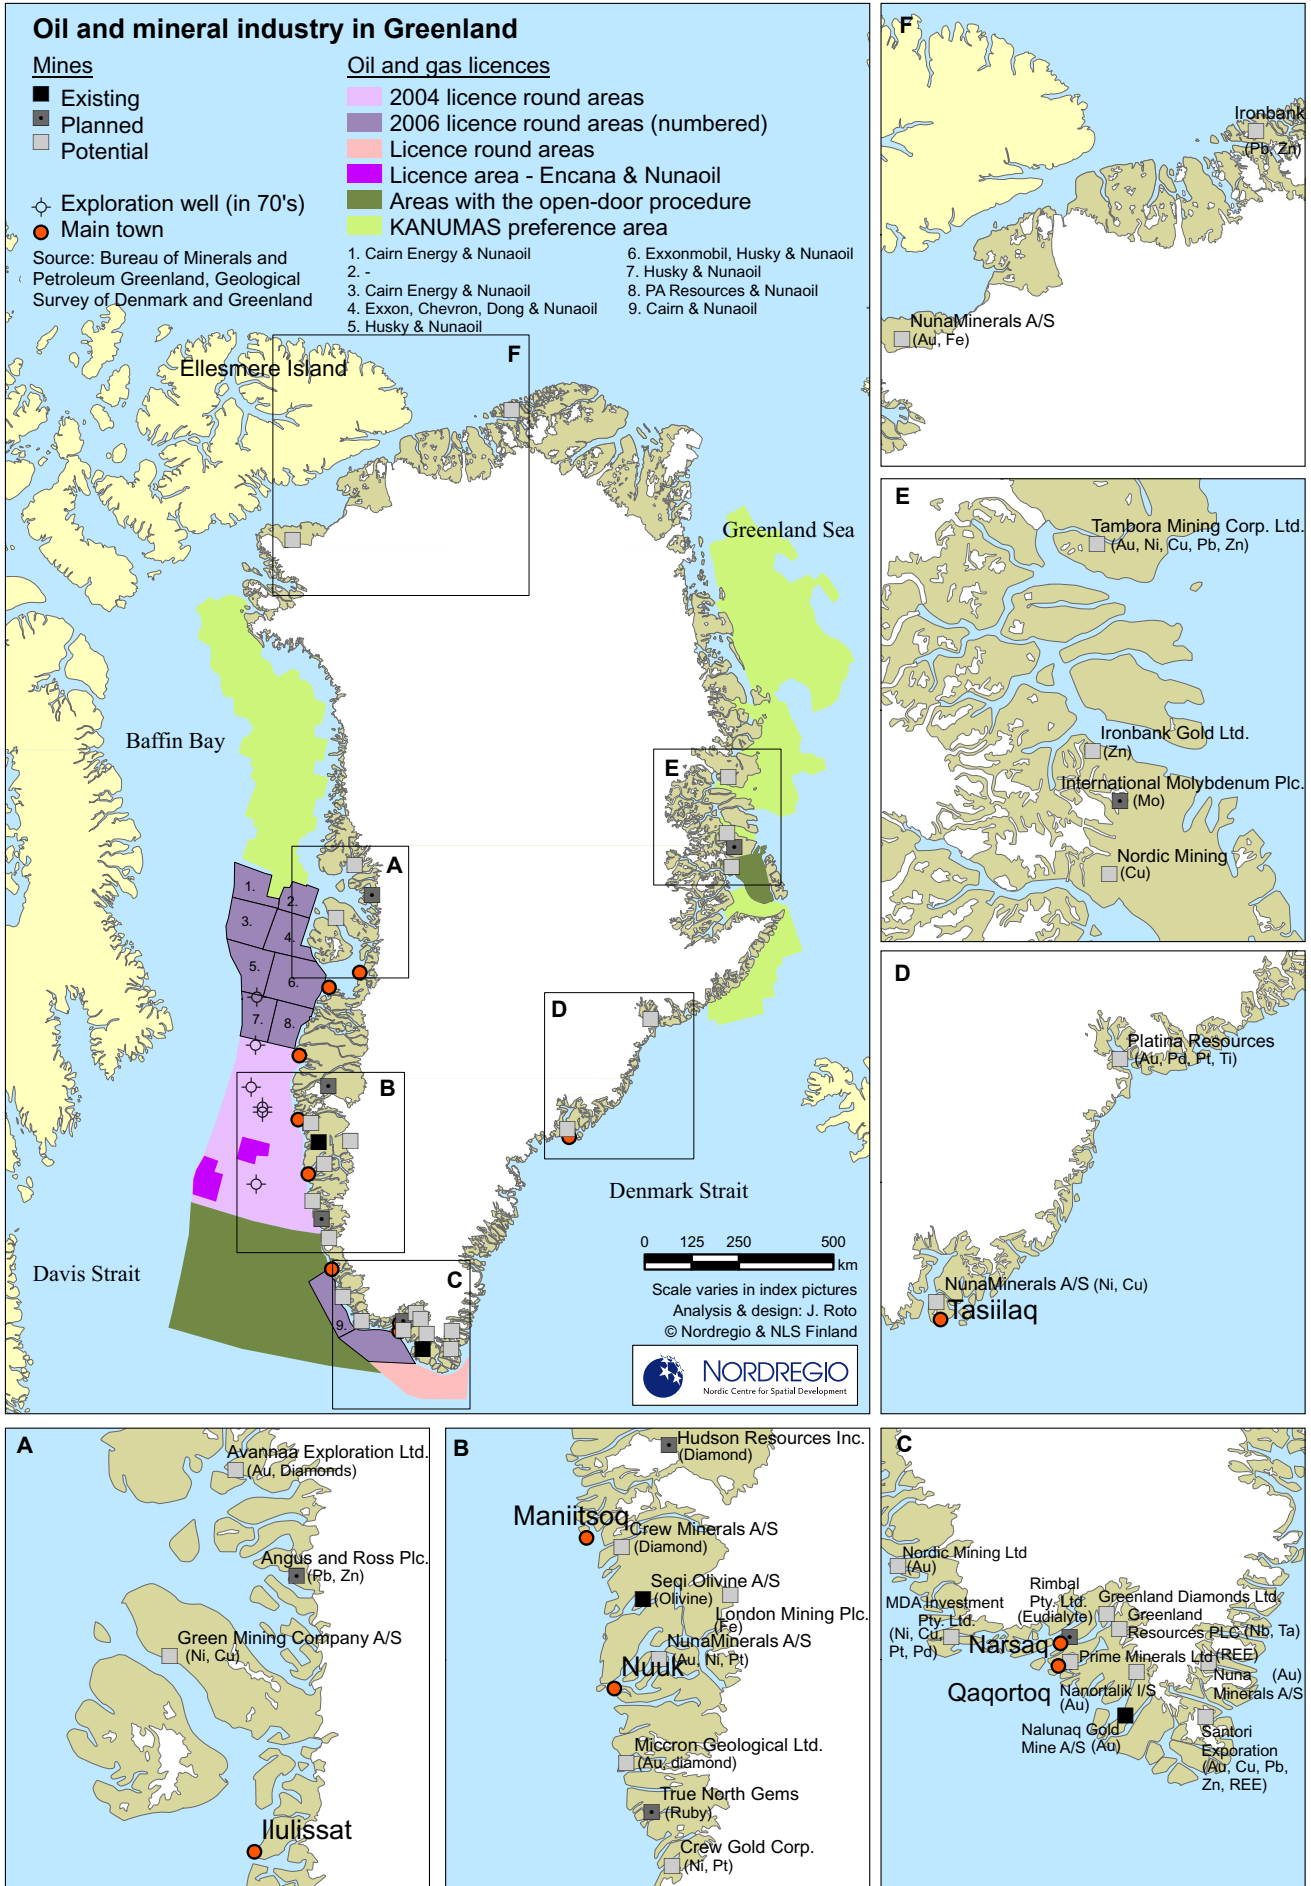 Oil and mineral industry in Greenland
Mines
Existing
Planned
Potential
Exploration well (in 70's)
Main town
Source: Bureau of Minerals and
Petroleum Greenland, Geological
Survey of Denmark and Greenland
Oil and gas licences
2004 licence round areas
2006 licence round areas (numbered)
Licence round areas
Licence area - Encana & Nunaoil
Areas with the open-door procedure
KANUMAS preference area
1. Cairn Energy & Nunaoil
2. -
3. Cairn Energy & Nunaoil
4. Exxon, Chevron, Dong & Nunaoil
5. Husky & Nunaoil
6. Exxonmobil, Husky & Nunaoil
7. Husky & Nunaoil
8. PA Resources & Nunaoil
9. Cairn & Nunaoil
Ellesmere Island
F
Greenland Sea
Baffin Bay
E
A
1.
2.
3.
4.
5.
6.
7.
8.
D
B
Denmark Strait
Davis Strait
C
9.
0 125 250 500
km
Scale varies in index pictures
Analysis & design: J. Roto
© Nordregio & NLS Finland
NORDREGIO
Nordic Centre for Spatial Development
F
Ironbank
(Pb, Zn)
NunaMinerals A/S
(Au, Fe)
E
Tambora Mining Corp. Ltd.
(Au, Ni, Cu, Pb, Zn)
Ironbank Gold Ltd.
(Zn)
International Molybdenum Plc.
(Mo)
Nordic Mining
(Cu)
D
Platina Resources
(Au, Pd, Pt, Ti)
NunaMinerals A/S (Ni, Cu)
Tasiilaq
A
Avannaa Exploration Ltd.
(Au, Diamonds)
Angus and Ross Plc.
(Pb, Zn)
Green Mining Company A/S
(Ni, Cu)
Ilulissat
B
Hudson Resources Inc.
(Diamond)
Maniitsoq
Crew Minerals A/S
(Diamond)
Seqi Olivine A/S
(Olivine)
London Mining Plc.
(Fe)
NunaMinerals A/S
(Au, Ni, Pt)
Nuuk
Miccron Geological Ltd.
(Au, diamond)
True North Gems
(Ruby)
Crew Gold Corp.
(Ni, Pt)
C
Nordic Mining Ltd
(Au)
MDA Investment
Pty. Ltd.
(Ni, Cu,
Pt, Pd)
Rimbal
Pty. Ltd.
(Eudialyte)
Greenland Diamonds Ltd.
Greenland
Resources PLC (Nb, Ta)
Narsaq
Prime Minerals Ltd (REE)
Qaqortoq
Nanortalik I/S
(Au)
Nuna (Au)
Minerals A/S
Nalunaq Gold
Mine A/S (Au)
Santori
Exporation
(Au, Cu, Pb,
Zn, REE)